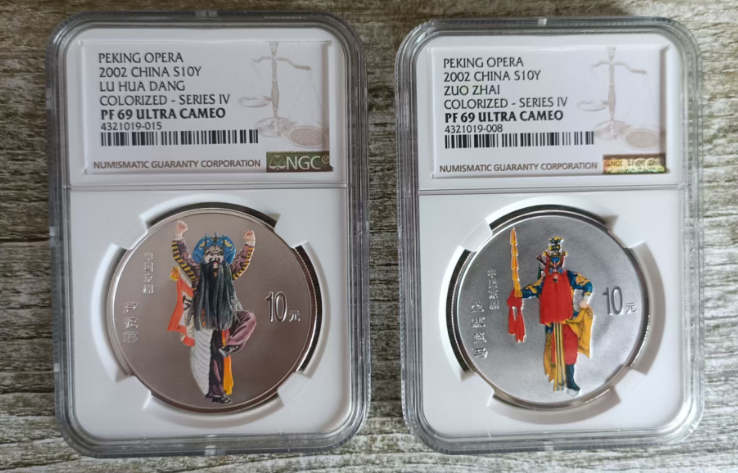 PEKING OPERA
2002 CHINA S10Y
LU HUA DANG
COLORIZED - SERIES IV
PF 69 ULTRA CAMEO
4321019-015
NUMISMATIC GUARANTY CORPORATION
NGC
10元
PEKING OPERA
2002 CHINA S10Y
ZUO ZHAI
COLORIZED - SERIES IV
PF 69 ULTRA CAMEO
4321019-008
NUMISMATIC GUARANTY CORPORATION
10元